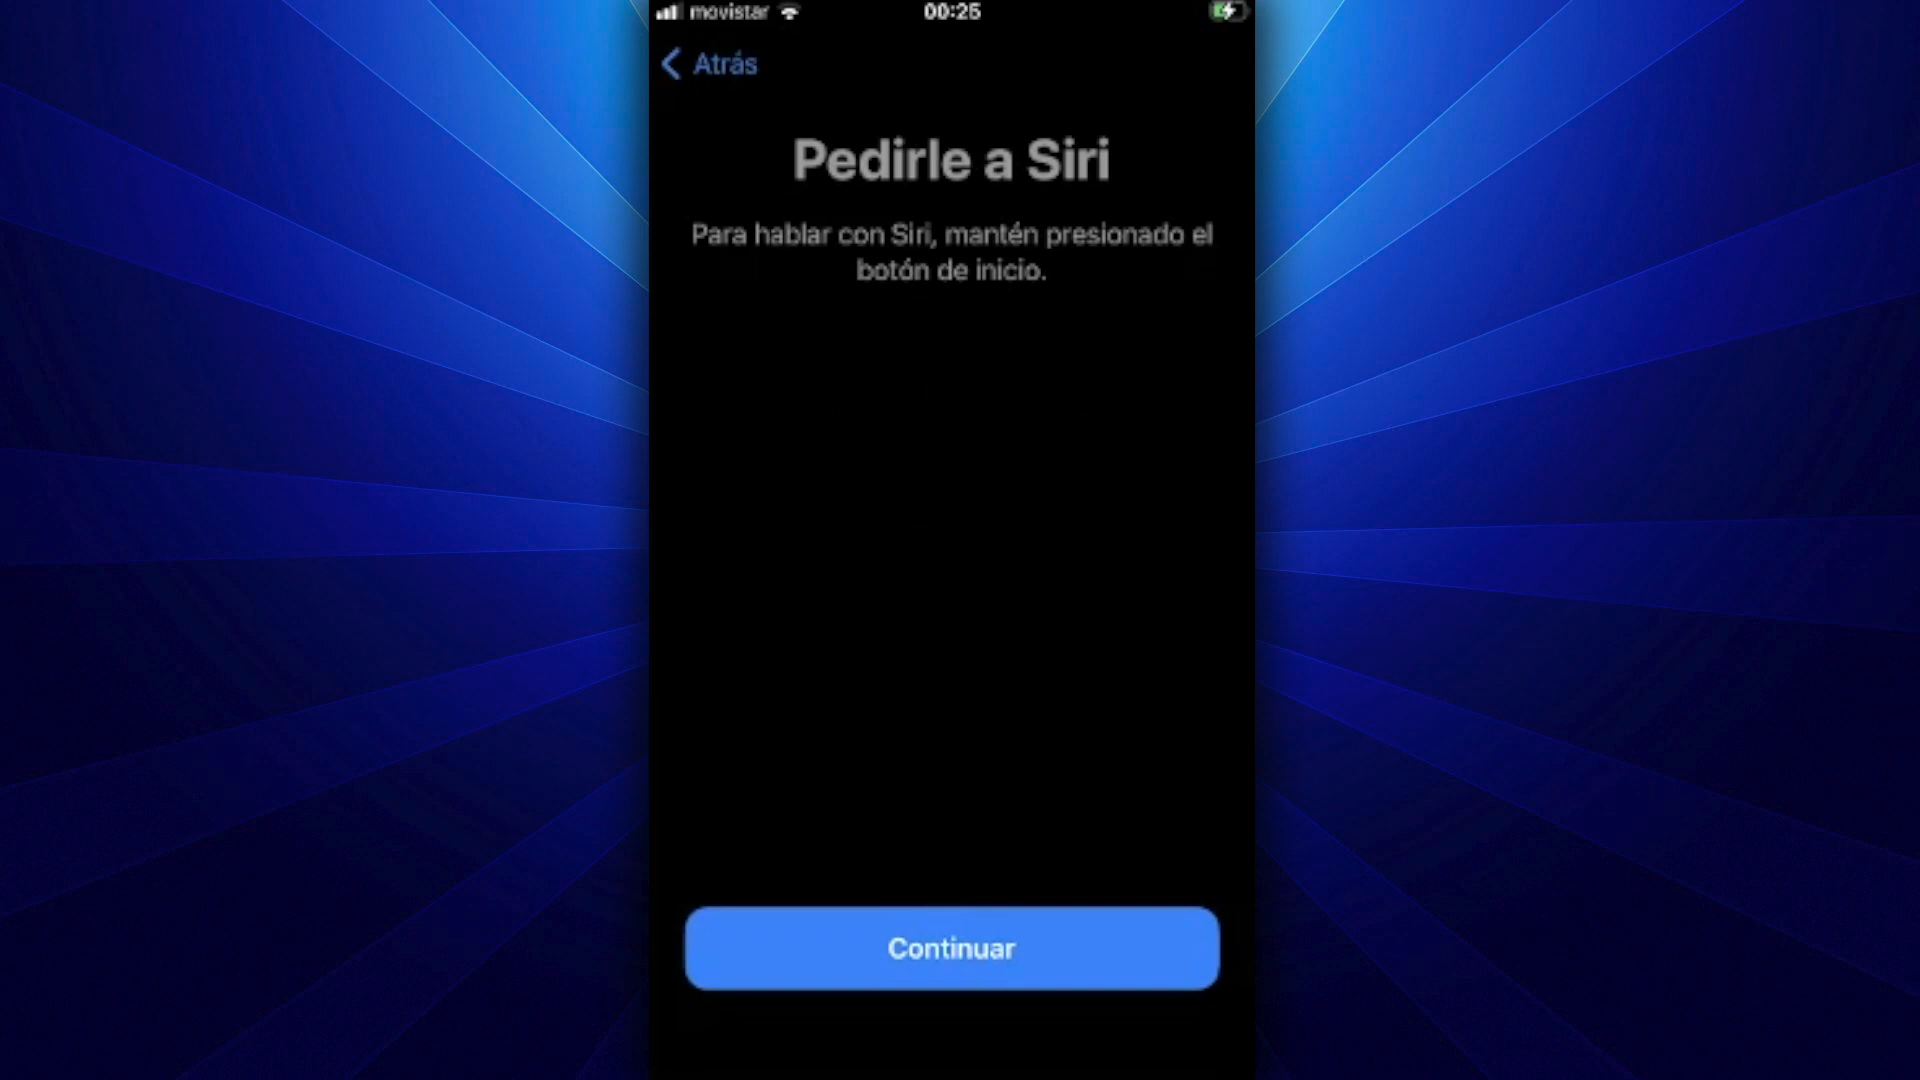 movistar 00:25
Atrás
Pedirle a Siri
Para hablar con Siri, mantén presionado el
botón de inicio.
Continuar